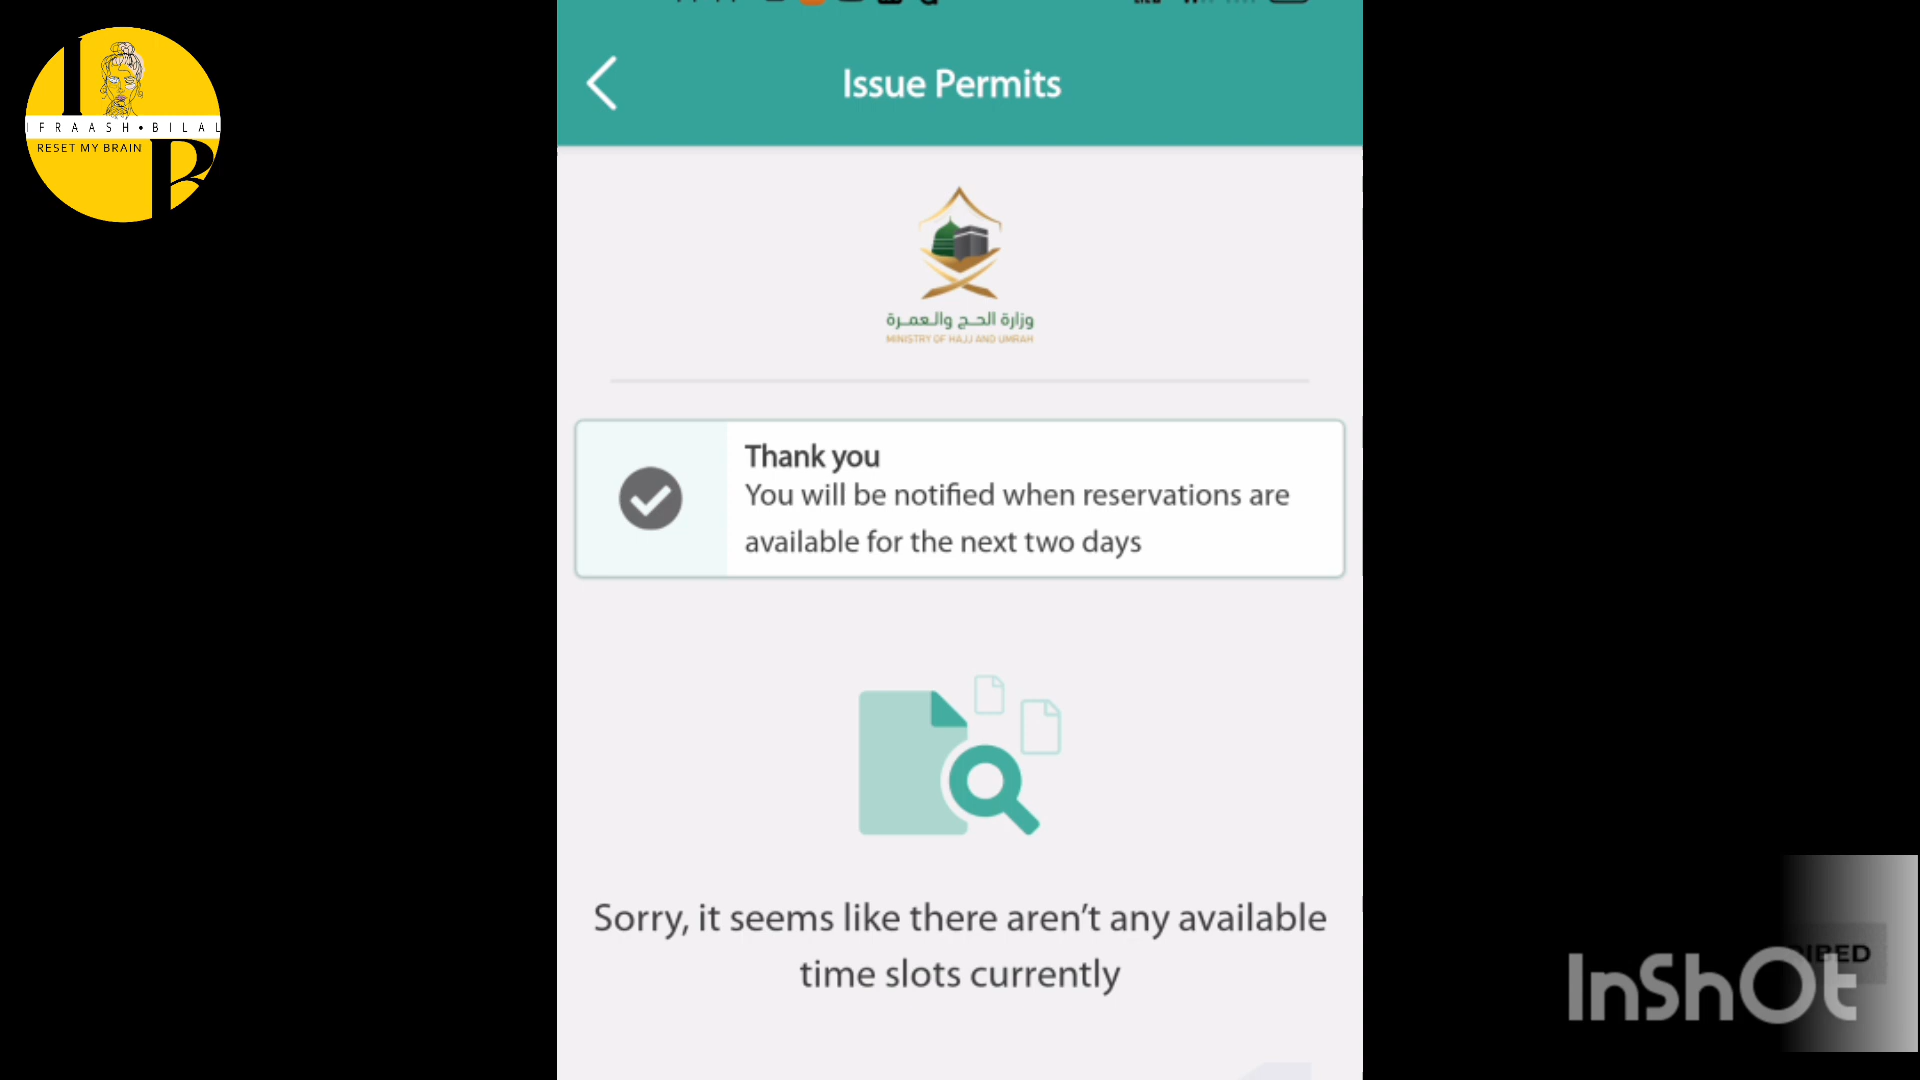 Issue Permits
IFRAASH•BILAL
RESET MY BRAIN
وزارة الحج والعمرة
MINISTRY OF HAJJ AND UMRAH
Thank you
You will be notified when reservations are
available for the next two days
Sorry, it seems like there aren't any available
time slots currently
InShOt